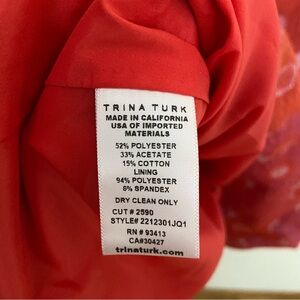 TRINA TURK
MADE IN CALIFORNIA
USA OF IMPORTED
MATERIALS
52% POLYESTER
33% ACETATE
15% COTTON
LINING
94% POLYESTER
6% SPANDEX
DRY CLEAN ONLY
CUT # 2590
STYLE# 2212301JQ1
RN # 93413
CA#30427
trinaturk.com